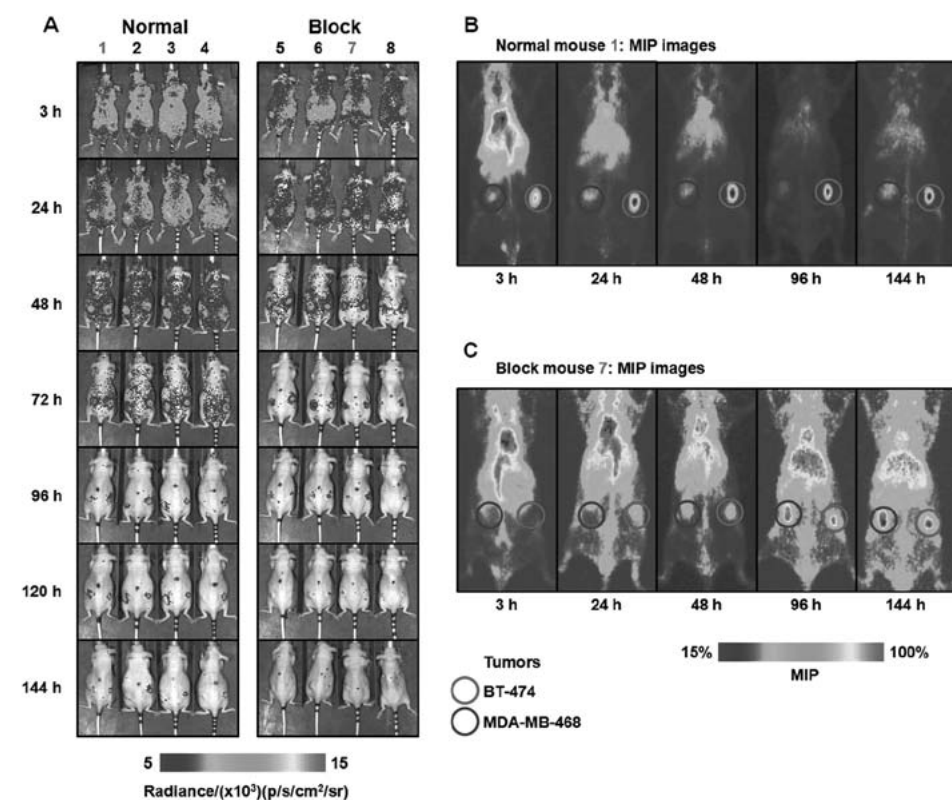 A
Normal
Block
1 2 3 4
5 6 7 8
3 h
24 h
48 h
72 h
96 h
120 h
144 h
5 15
Radiance/(x10³)(p/s/cm²/sr)
B
Normal mouse 1: MIP images
3 h 24 h 48 h 96 h 144 h
C
Block mouse 7: MIP images
3 h 24 h 48 h 96 h 144 h
15% 100%
MIP
Tumors
BT-474
MDA-MB-468